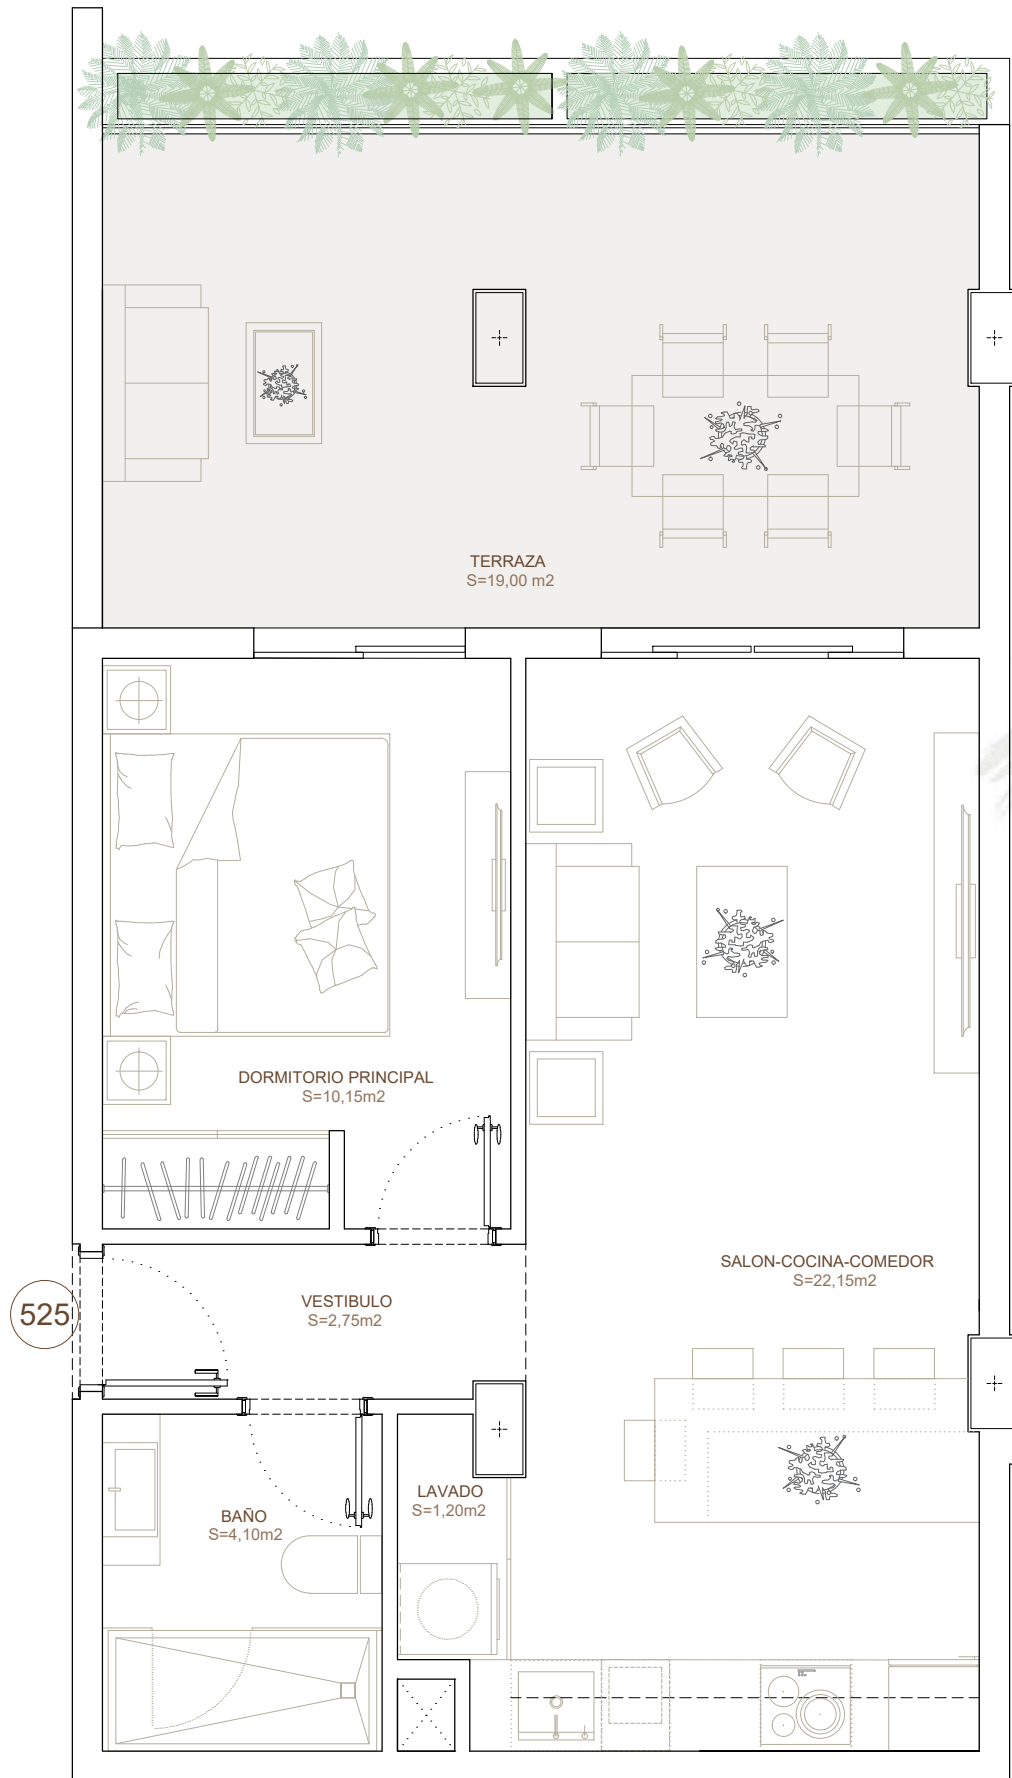 TERRAZA
S=19,00 m2
DORMITORIO PRINCIPAL
S=10,15m2
SALON-COCINA-COMEDOR
S=22,15m2
VESTIBULO
S=2,75m2
525
LAVADO
S=1,20m2
BAÑO
S=4,10m2